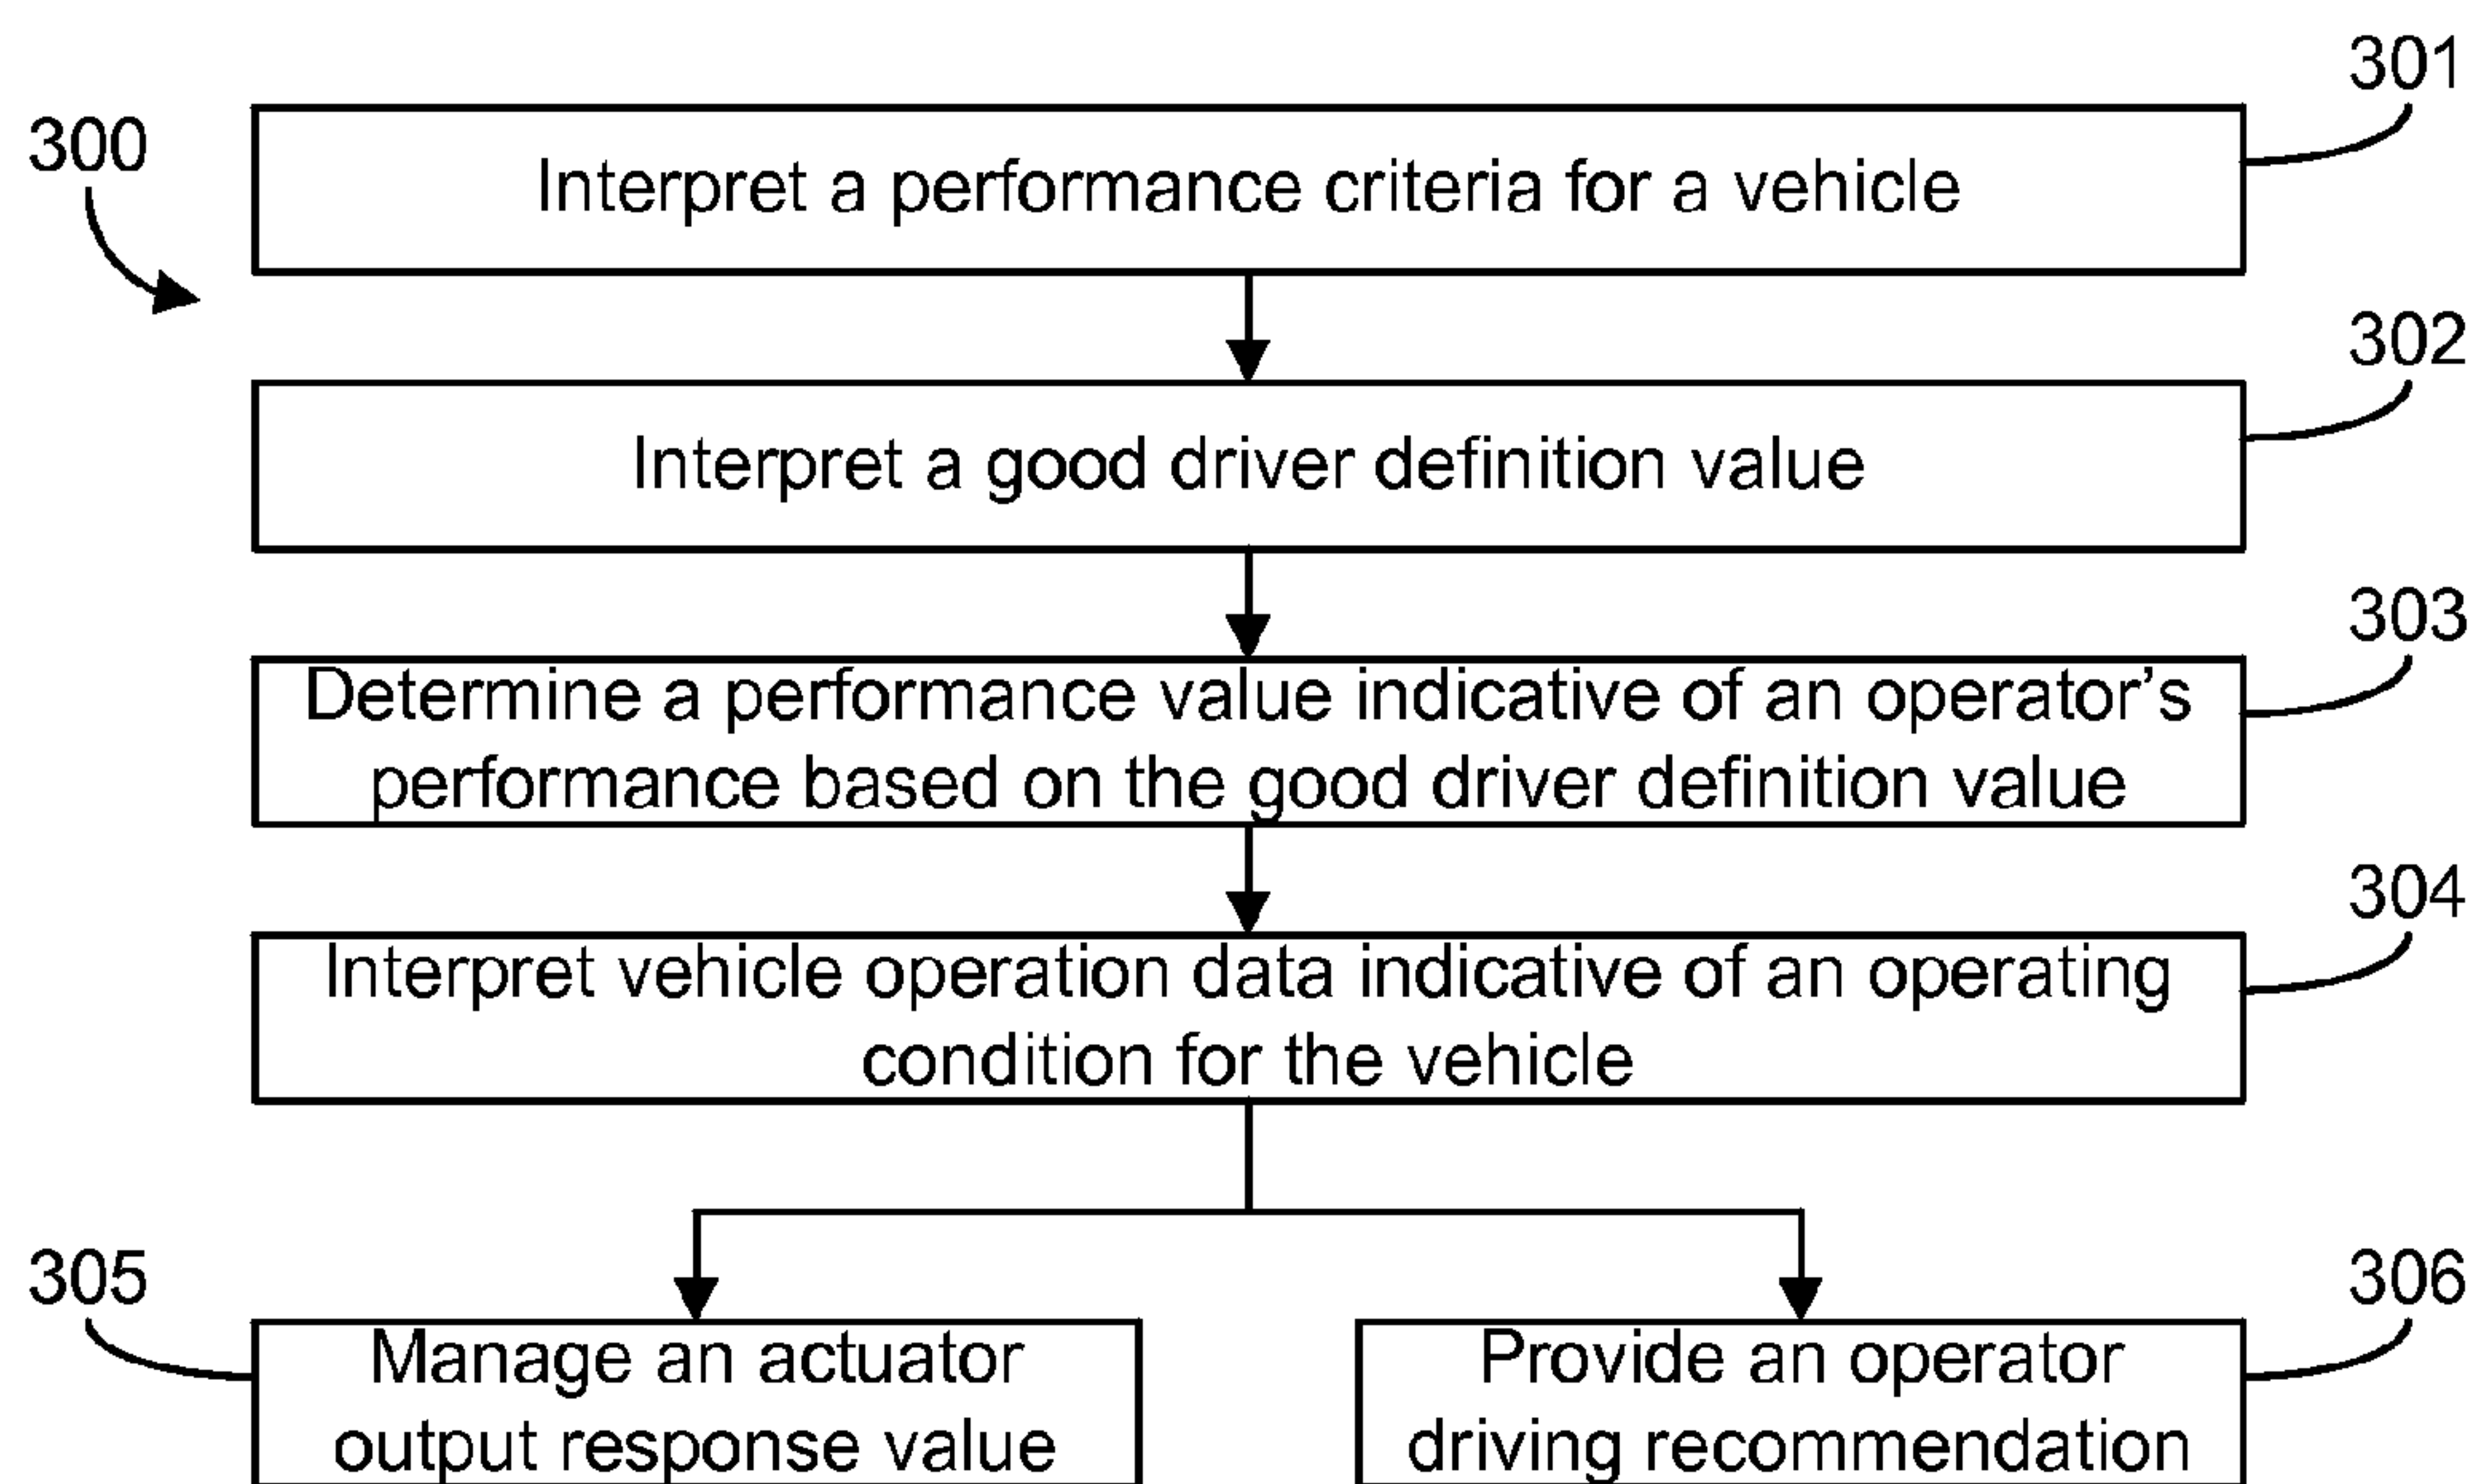 301
300
Interpret a performance criteria for a vehicle
302
Interpret a good driver definition value
303
Determine a performance value indicative of an operator's
performance based on the good driver definition value
304
Interpret vehicle operation data indicative of an operating
condition for the vehicle
305
306
Manage an actuator
output response value
Provide an operator
driving recommendation